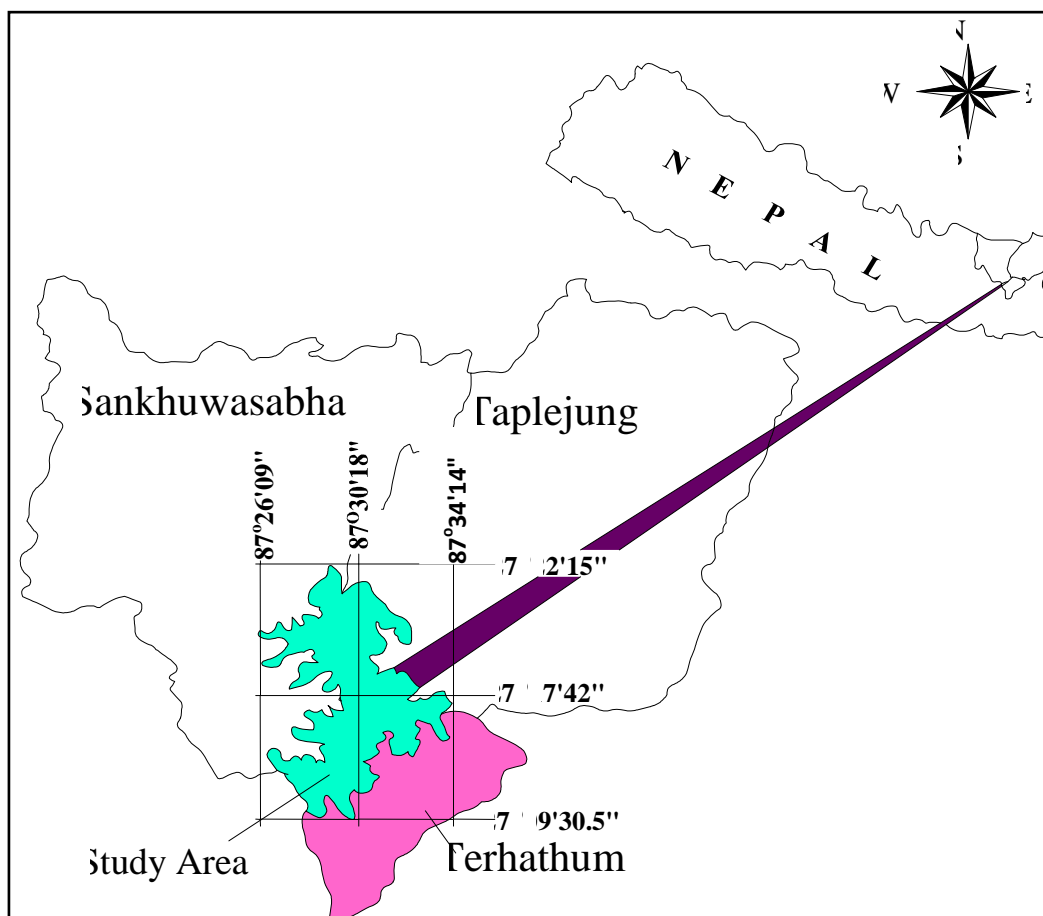 N
W E
S
NEPAL
Sankhuwasabha
Taplejung
87°26'09"
87°30'18"
87°34'14"
2'15"
7'42"
9'30.5"
Study Area
Terhathum